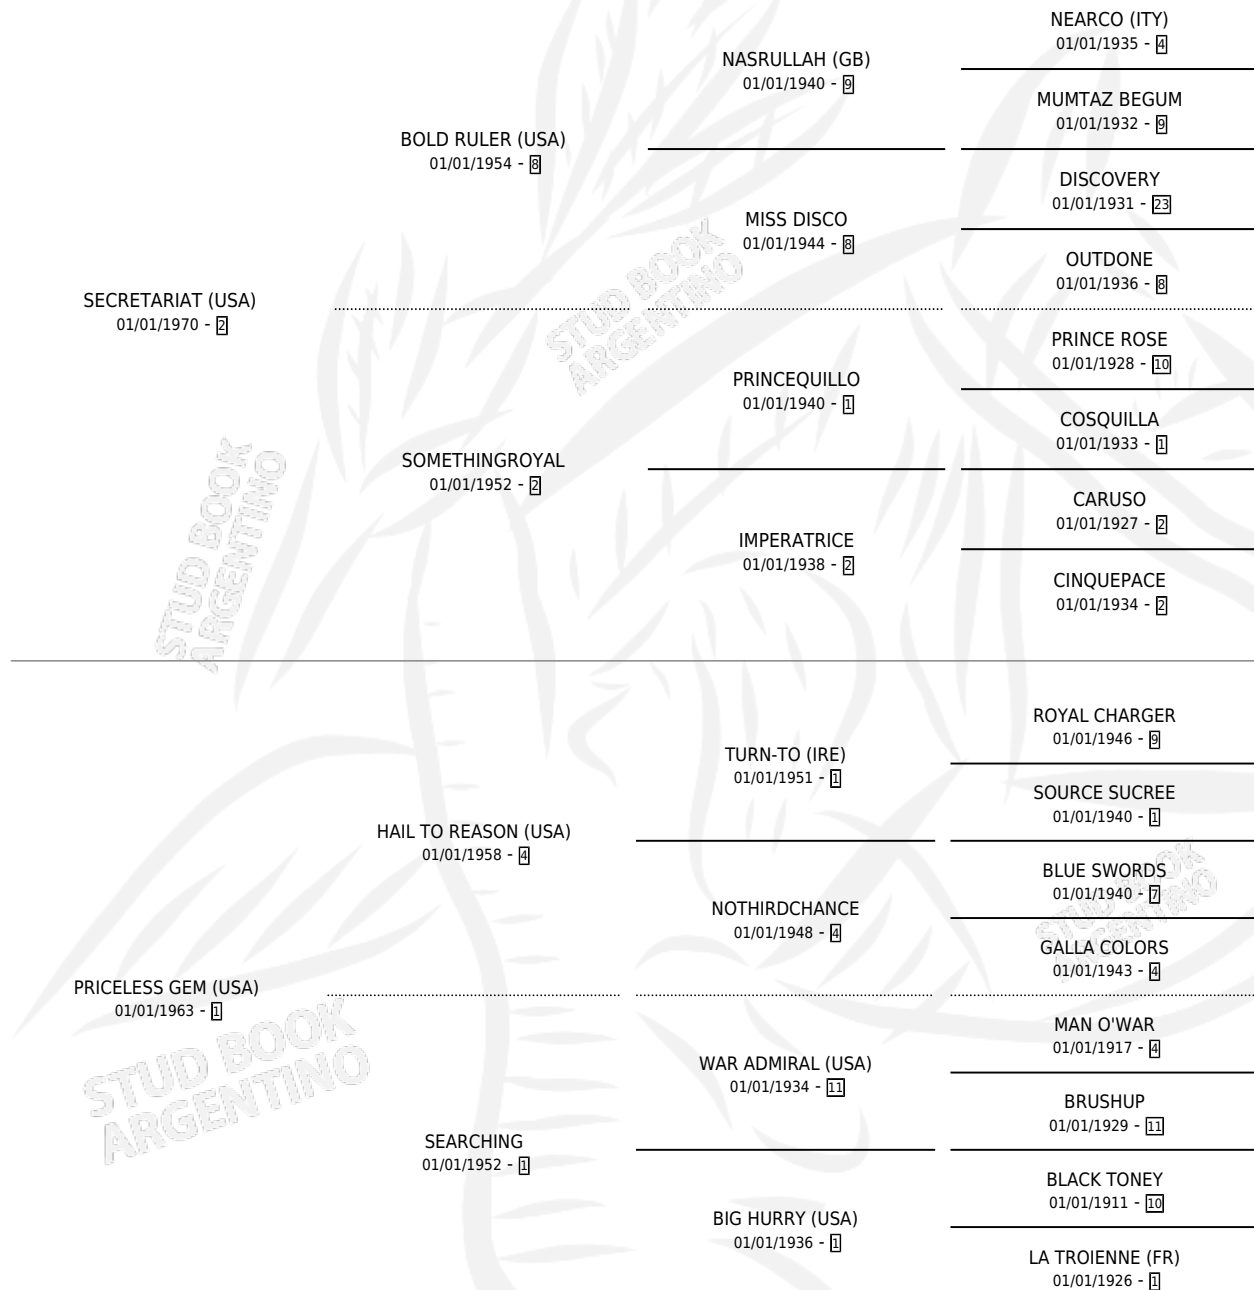 NEARCO (ITY)
01/01/1935 - 4
NASRULLAH (GB)
01/01/1940 - 9
MUMTAZ BEGUM
01/01/1932 - 9
BOLD RULER (USA)
01/01/1954 - 8
DISCOVERY
01/01/1931 - 23
MISS DISCO
01/01/1944 - 8
OUTDONE
01/01/1936 - 8
SECRETARIAT (USA)
01/01/1970 - 2
STUD BOOK
ARGENTINO
PRINCE ROSE
01/01/1928 - 10
PRINCEQUILLO
01/01/1940 - 1
COSQUILLA
01/01/1933 - 1
SOMETHINGROYAL
01/01/1952 - 2
CARUSO
01/01/1927 - 2
IMPERATRICE
01/01/1938 - 2
CINQUEPACE
01/01/1934 - 2
STUD BOOK
ARGENTINO
ROYAL CHARGER
01/01/1946 - 9
TURN-TO (IRE)
01/01/1951 - 1
SOURCE SUCREE
01/01/1940 - 1
HAIL TO REASON (USA)
01/01/1958 - 4
BLUE SWORDS
01/01/1940 - 7
NOTHIRDCHANCE
01/01/1948 - 4
STUD BOOK
ARGENTINO
GALLA COLORS
01/01/1943 - 4
PRICELESS GEM (USA)
01/01/1963 - 1
MAN O'WAR
01/01/1917 - 4
WAR ADMIRAL (USA)
01/01/1934 - 11
STUD BOOK
ARGENTINO
BRUSHUP
01/01/1929 - 11
SEARCHING
01/01/1952 - 1
BLACK TONEY
01/01/1911 - 10
BIG HURRY (USA)
01/01/1936 - 1
LA TROIENNE (FR)
01/01/1926 - 1